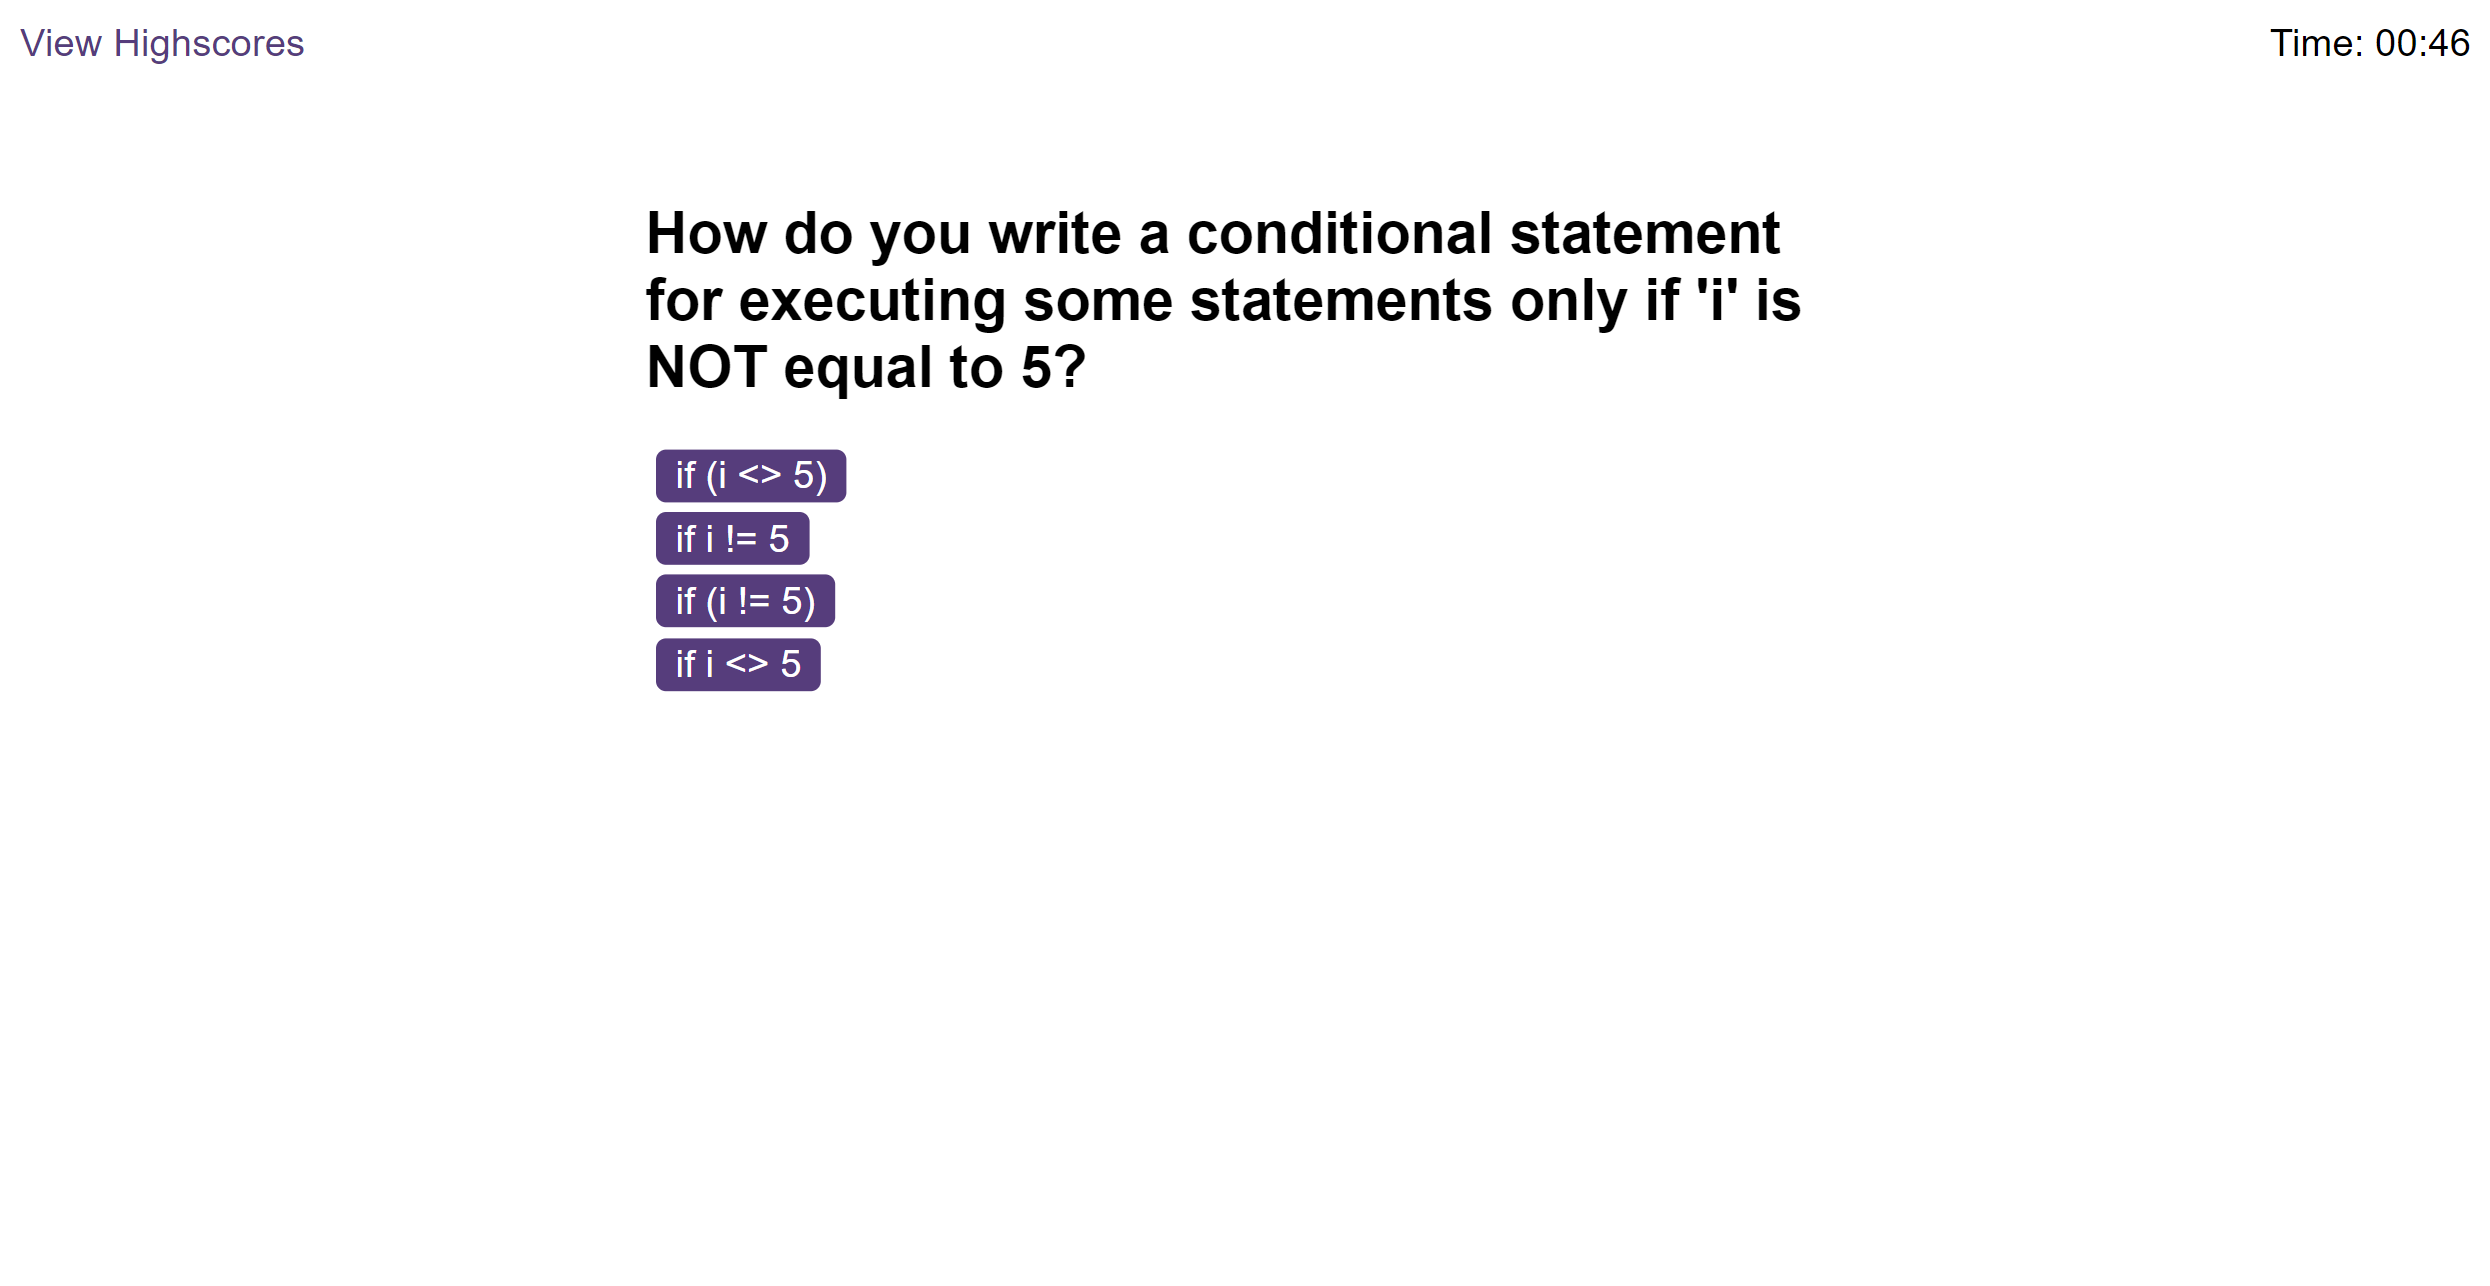 View Highscores
Time: 00:46
How do you write a conditional statement
for executing some statements only if 'i' is
NOT equal to 5?
if (i <> 5)
if i != 5
if (i != 5)
if i <> 5